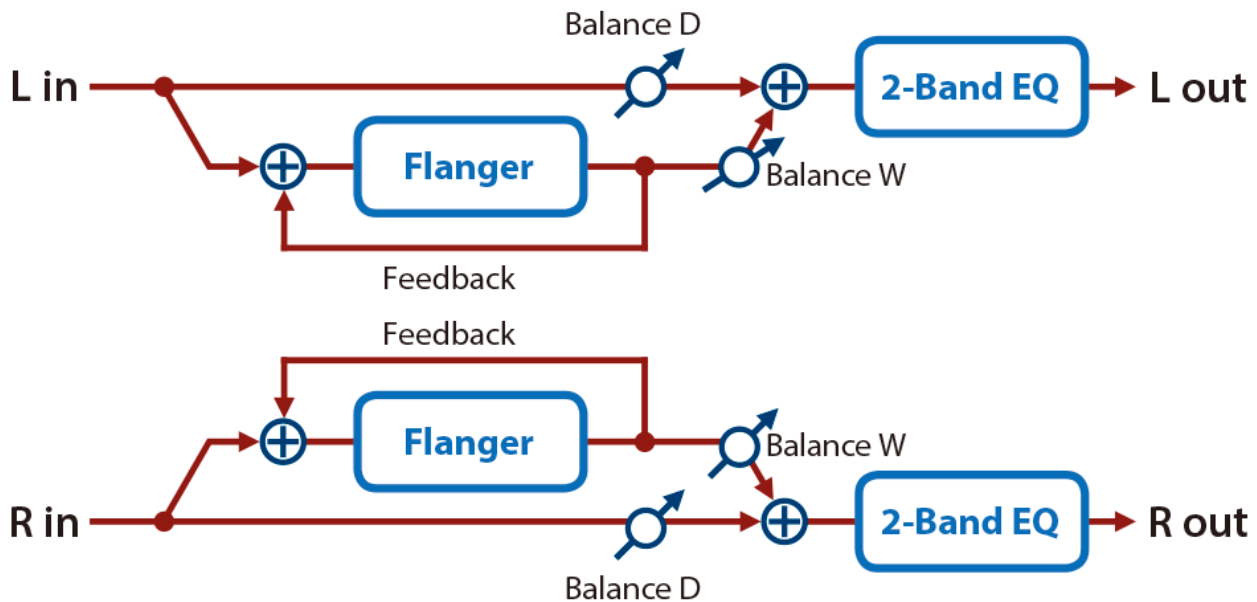 Balance D
L in
2-Band EQ
L out
Flanger
Balance W
Feedback
Feedback
Flanger
Balance W
R in
2-Band EQ
R out
Balance D